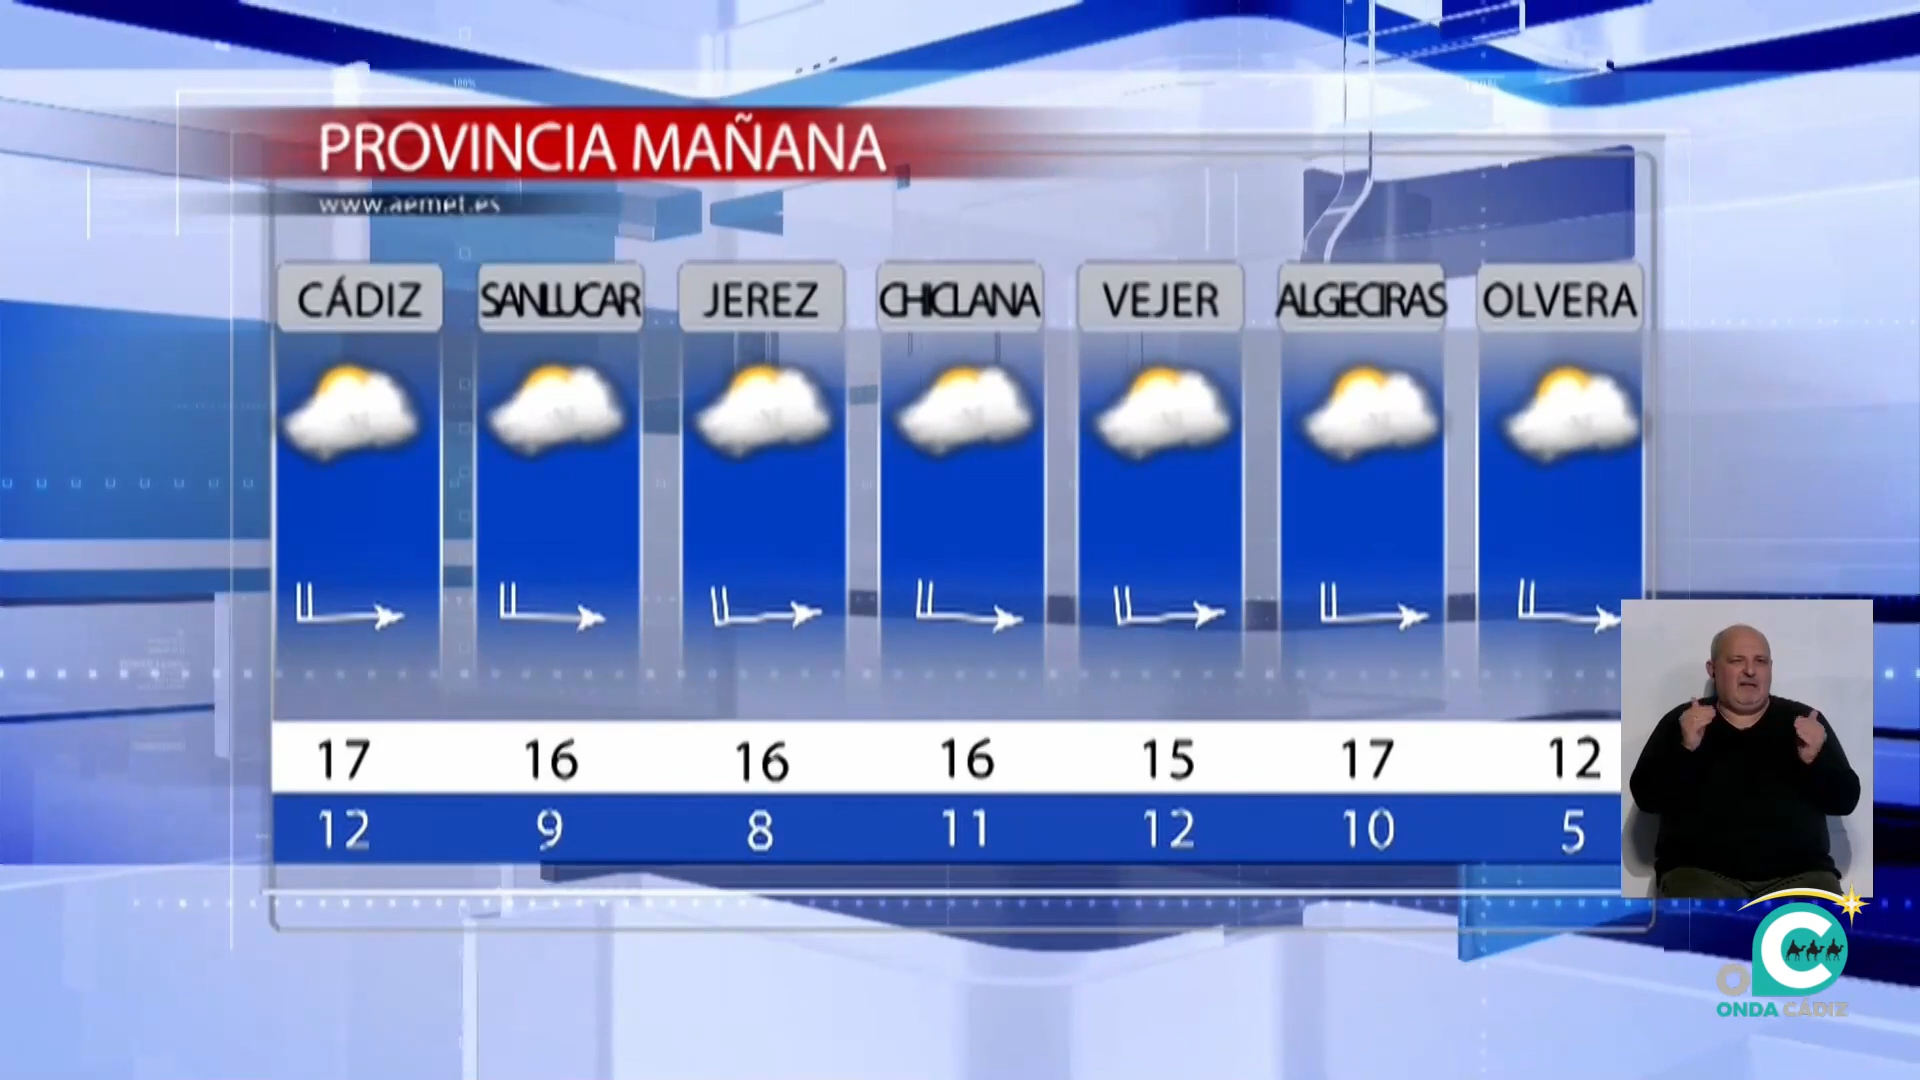 PROVINCIA MAÑANA
www.aemet.es
CÁDIZ SANLUCAR JEREZ CHICLANA VEJER ALGECIRAS OLVERA
17 16 16 16 15 17 12
12 9 8 11 12 10 5
ONDA CÁDIZ